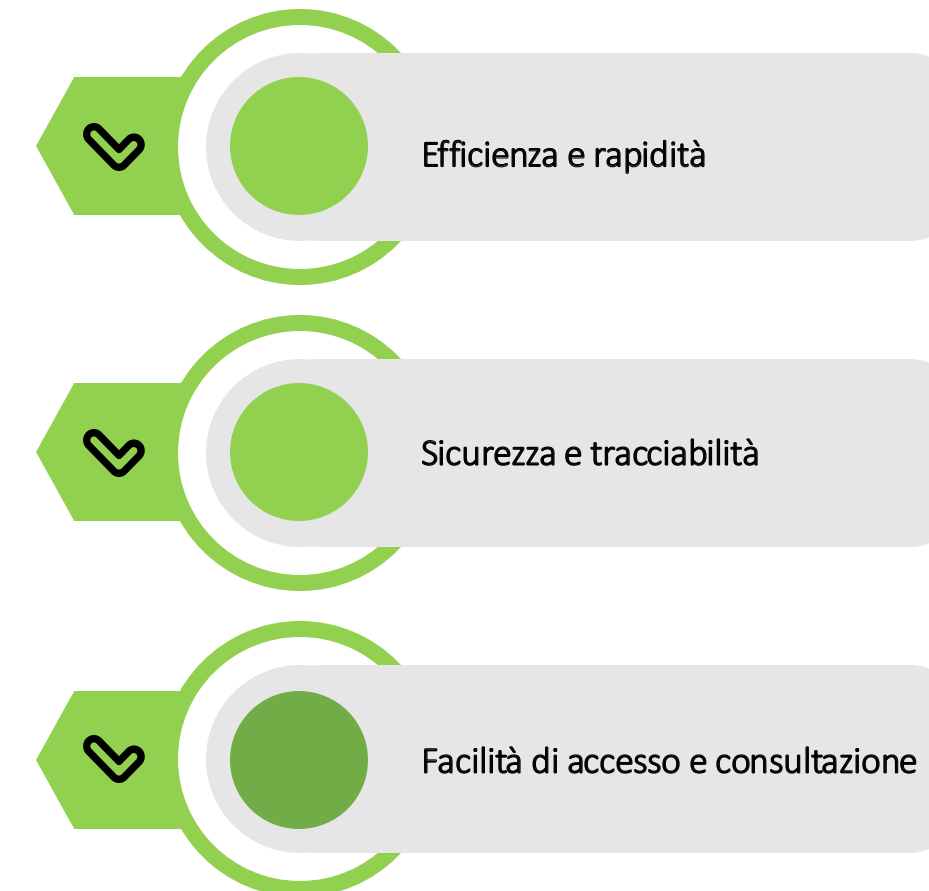 Efficienza e rapidità
Sicurezza e tracciabilità
Facilità di accesso e consultazione